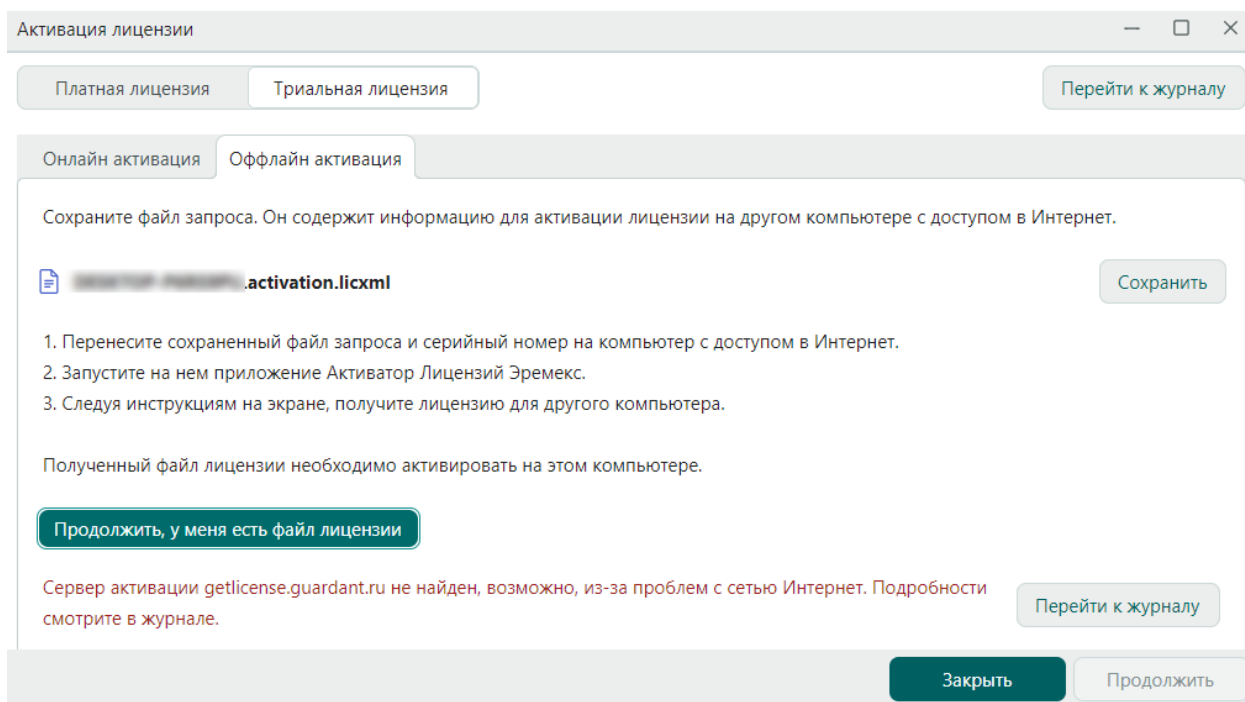 Активация лицензии
Платная лицензия
Триальная лицензия
Перейти к журналу
Онлайн активация
Оффлайн активация
Сохраните файл запроса. Он содержит информацию для активации лицензии на другом компьютере с доступом в Интернет.
.activation.licxml
Сохранить
1. Перенесите сохраненный файл запроса и серийный номер на компьютер с доступом в Интернет.
2. Запустите на нем приложение Активатор Лицензий Эремекс.
3. Следуя инструкциям на экране, получите лицензию для другого компьютера.
Полученный файл лицензии необходимо активировать на этом компьютере.
Продолжить, у меня есть файл лицензии
Сервер активации getlicense.guardant.ru не найден, возможно, из-за проблем с сетью Интернет. Подробности
смотрите в журнале.
Перейти к журналу
Закрыть
Продолжить